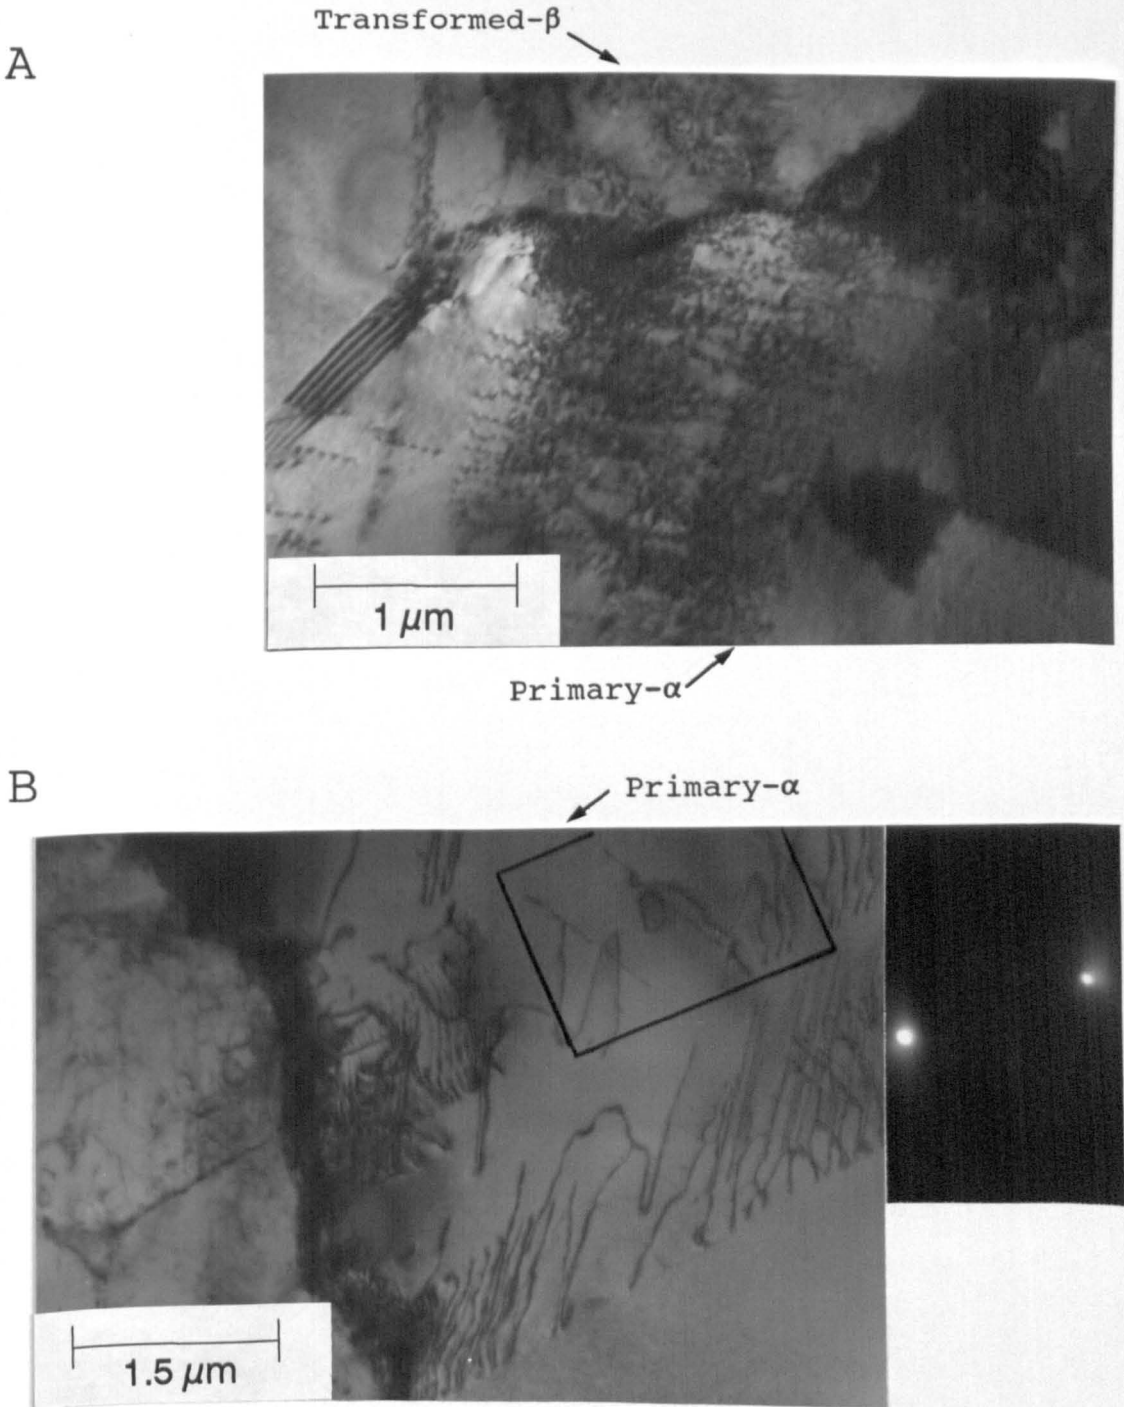 Transformed-β
A
1 μm
Primary-α
B
Primary-α
1.5 μm